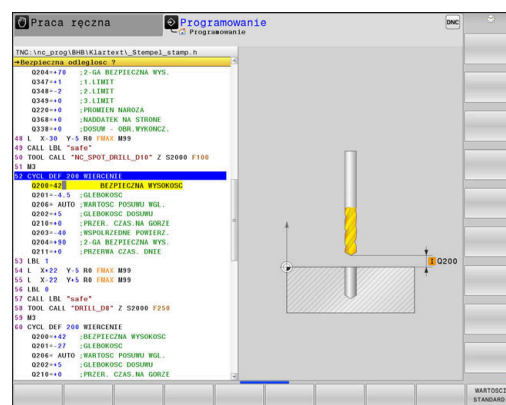 Praca ręczna
Programowanie
Programowanie
DNC
TNC:\nc_prog\BHB\Klartext\_Stempel_stamp.h
→Bezpieczna odleglosc ?
Q204=+70 ;2-GA BEZPIECZNA WYS.
Q347=+1 ;1.LIMIT
Q348=-2 ;2.LIMIT
Q349=+0 ;3.LIMIT
Q220=+0 ;PROMIEN NAROZA
Q368=+0 ;NADDATEK NA STRONE
Q338=+0 ;DOSUW - OBR.WYKONCZ.
48 L X-30 Y-5 R0 FMAX M99
49 CALL LBL "safe"
50 TOOL CALL "NC_SPOT_DRILL_D10" Z S2000 F100
51 M3
52 CYCL DEF 200 WIERCENIE
Q200=42 BEZPIECZNA WYSOKOSC
Q201=-4.5 ;GLEBOKOSC
Q206= AUTO ;WARTOSC POSUWU WGL.
Q202=+5 ;GLEBOKOSC DOSUWU
Q210=+0 ;PRZER. CZAS.NA GORZE
Q203=-40 ;WSPOLRZEDNE POWIERZ.
Q204=+90 ;2-GA BEZPIECZNA WYS.
Q211=+0 ;PRZERWA CZAS. DNIE
53 LBL 1
54 L X+22 Y-5 R0 FMAX M99
55 L X-22 Y+5 R0 FMAX M99
56 LBL 0
57 CALL LBL "safe"
58 TOOL CALL "DRILL_D8" Z S2000 F250
59 M3
60 CYCL DEF 200 WIERCENIE
Q200=+42 ;BEZPIECZNA WYSOKOSC
Q201=-27 ;GLEBOKOSC
Q206= AUTO ;WARTOSC POSUWU WGL.
Q202=+5 ;GLEBOKOSC DOSUWU
Q210=+0 ;PRZER. CZAS.NA GORZE
I Q200
WARTOSCI
STANDARD